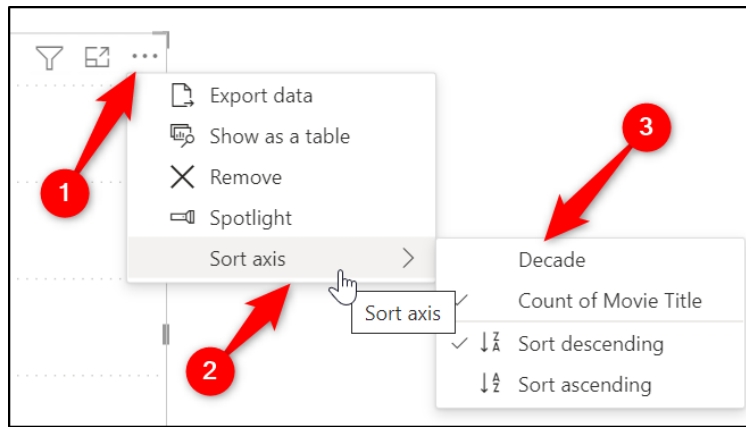 1
Export data
Show as a table
Remove
Spotlight
Sort axis
2
Sort axis
3
Decade
Count of Movie Title
Sort descending
Sort ascending